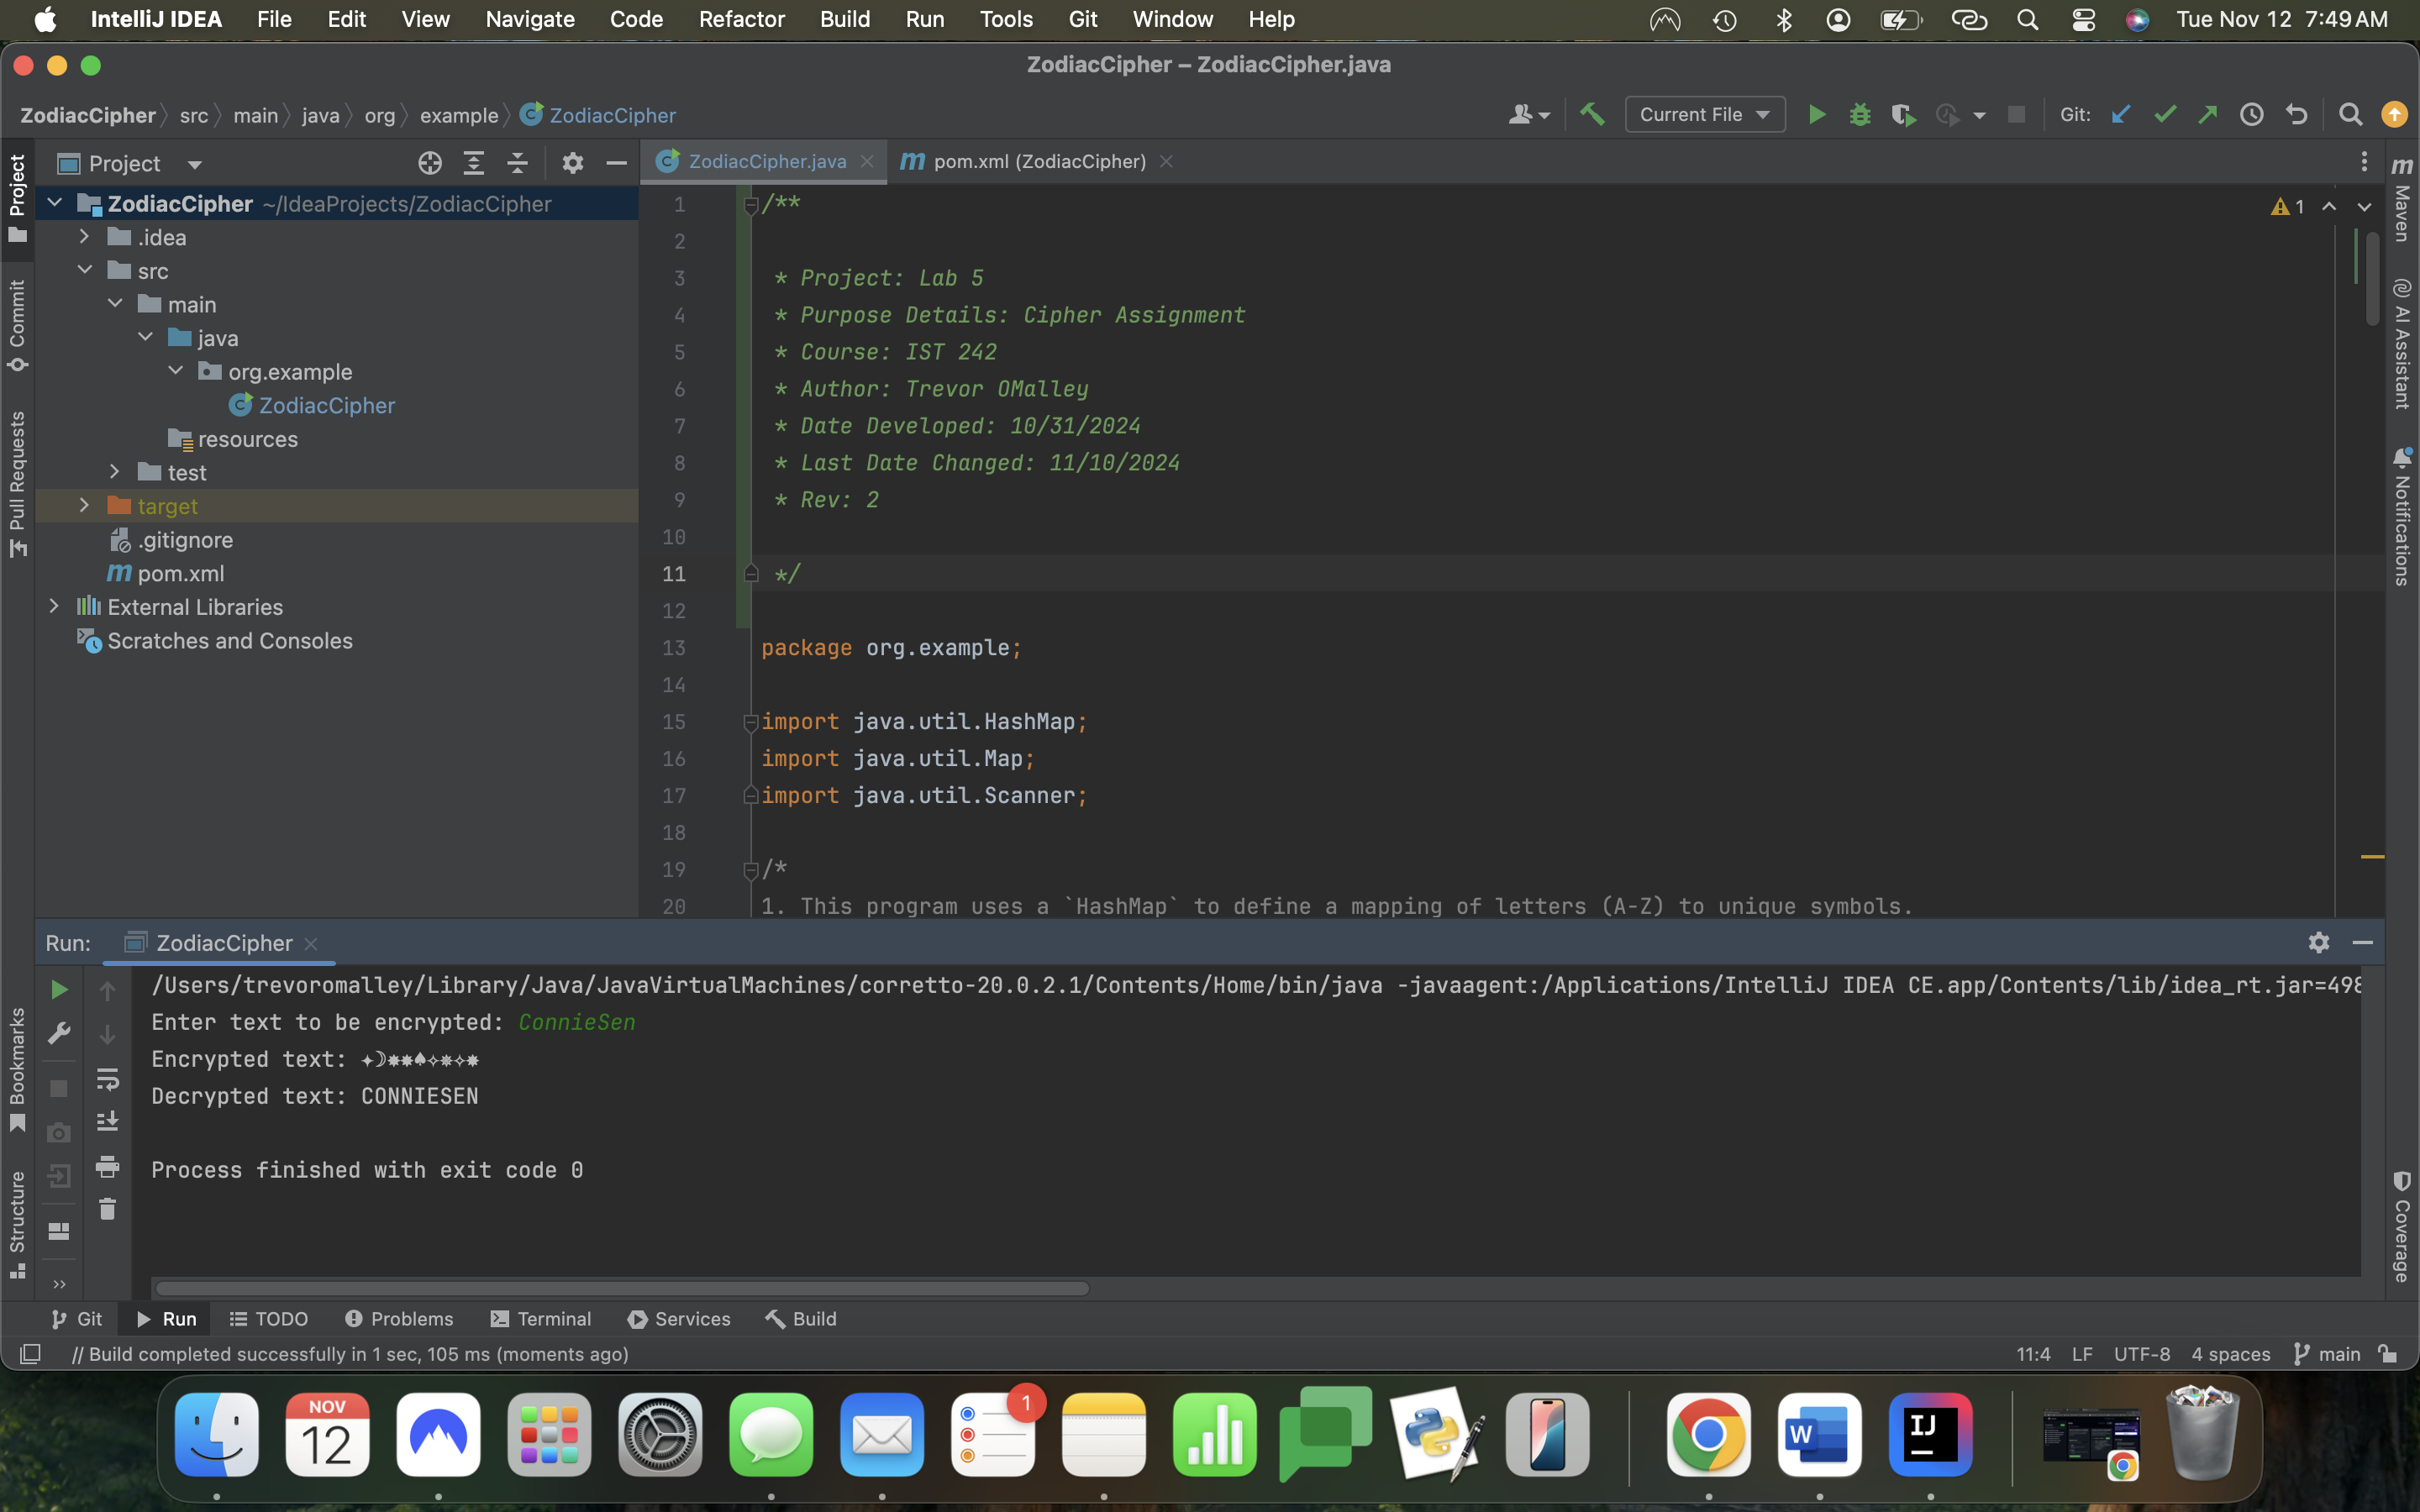 IntelliJ IDEA File Edit View Navigate Code Refactor Build Run Tools Git Window Help Tue Nov 12 7:49 AM
ZodiacCipher – ZodiacCipher.java
ZodiacCipher src main java org example ZodiacCipher Current File Git:
Project
ZodiacCipher.java
pom.xml (ZodiacCipher)
ZodiacCipher ~/IdeaProjects/ZodiacCipher
.idea
src
main
java
org.example
ZodiacCipher
resources
test
target
.gitignore
pom.xml
External Libraries
Scratches and Consoles
Project
Commit
Pull Requests
Bookmarks
Structure
1 /**
2
3 * Project: Lab 5
4 * Purpose Details: Cipher Assignment
5 * Course: IST 242
6 * Author: Trevor OMalley
7 * Date Developed: 10/31/2024
8 * Last Date Changed: 11/10/2024
9 * Rev: 2
10
11 */
12
13 package org.example;
14
15 import java.util.HashMap;
16 import java.util.Map;
17 import java.util.Scanner;
18
19 /*
20 1. This program uses a `HashMap` to define a mapping of letters (A-Z) to unique symbols.
1
Maven
AI Assistant
Notifications
Coverage
Run: ZodiacCipher
/Users/trevoromalley/Library/Java/JavaVirtualMachines/corretto-20.0.2.1/Contents/Home/bin/java -javaagent:/Applications/IntelliJ IDEA CE.app/Contents/lib/idea_rt.jar=498
Enter text to be encrypted: ConnieSen
Encrypted text: ✦☽✸✸♠✧✵✧✸
Decrypted text: CONNIESEN
Process finished with exit code 0
Git Run TODO Problems Terminal Services Build
// Build completed successfully in 1 sec, 105 ms (moments ago) 11:4 LF UTF-8 4 spaces main
NOV
12
1
W
IJ